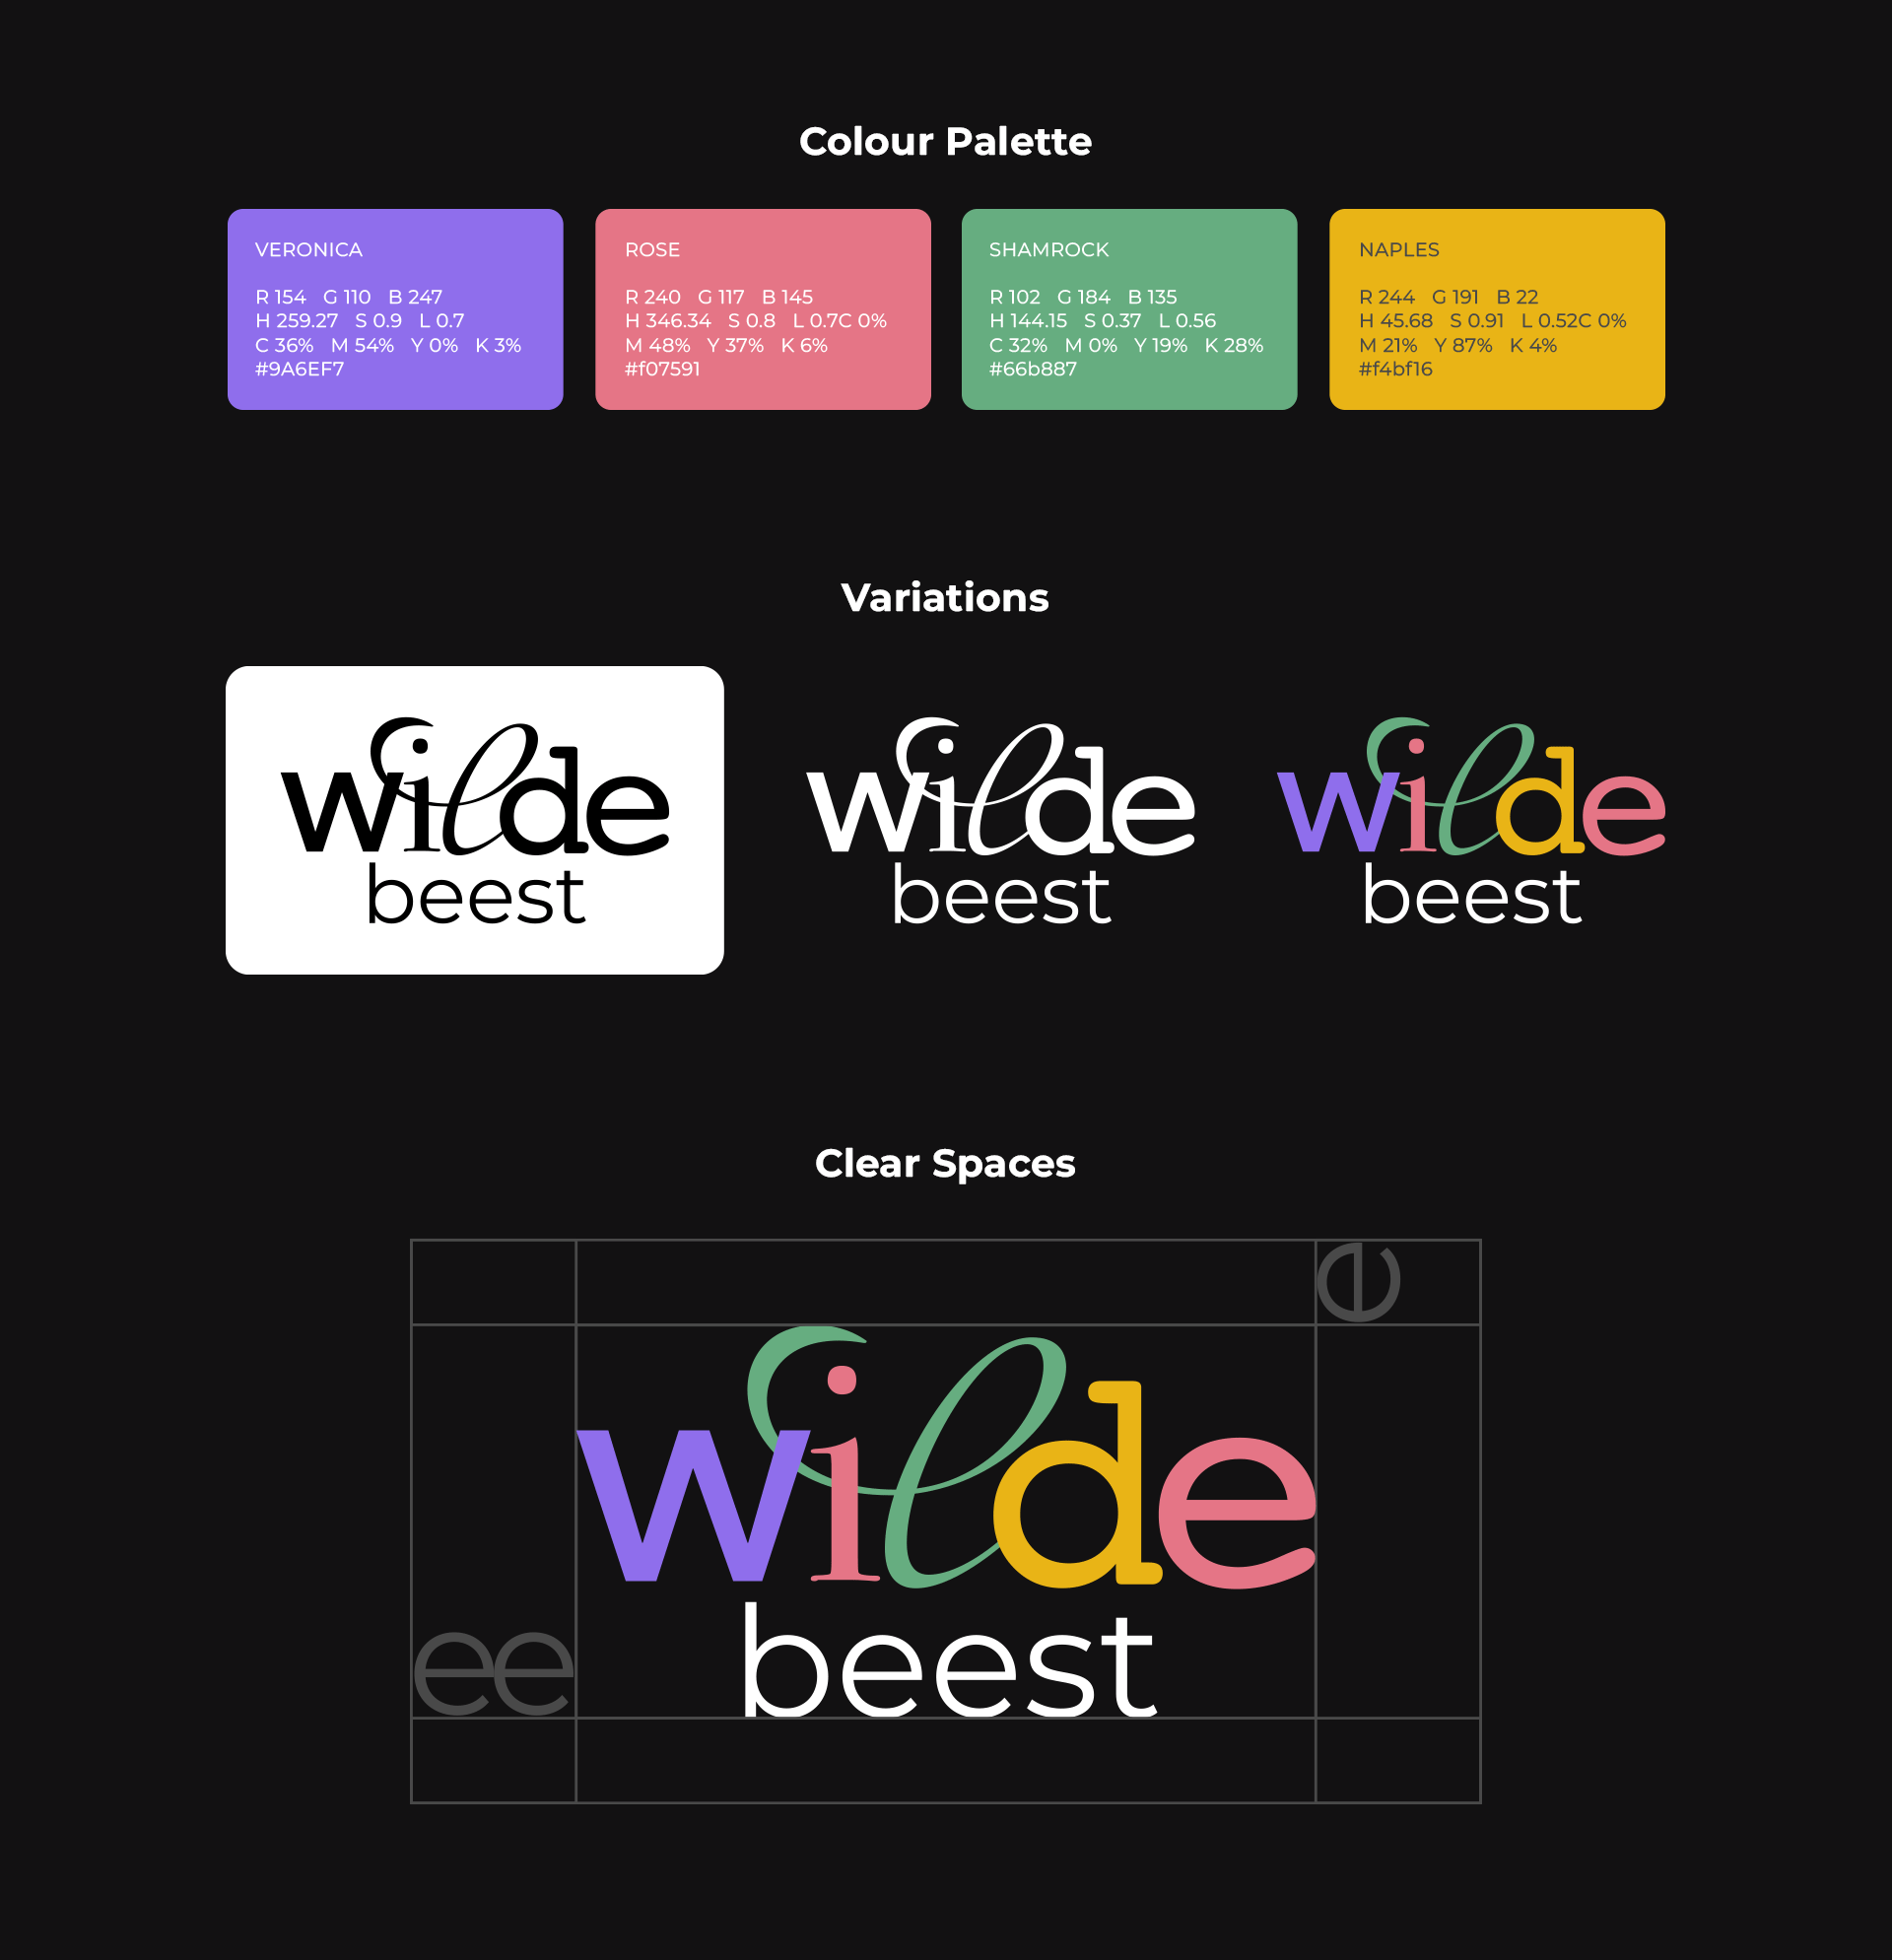 Colour Palette
VERONICA
R 154 G 110 B 247
H 259.27 S 0.9 L 0.7
C 36% M 54% Y 0% K 3%
#9A6EF7
ROSE
R 240 G 117 B 145
H 346.34 S 0.8 L 0.7C 0%
M 48% Y 37% K 6%
#f07591
SHAMROCK
R 102 G 184 B 135
H 144.15 S 0.37 L 0.56
C 32% M 0% Y 19% K 28%
#66b887
NAPLES
R 244 G 191 B 22
H 45.68 S 0.91 L 0.52C 0%
M 21% Y 87% K 4%
#f4bf16
Variations
wilde
beest
wilde
beest
wilde
beest
Clear Spaces
e
wilde
ee
beest